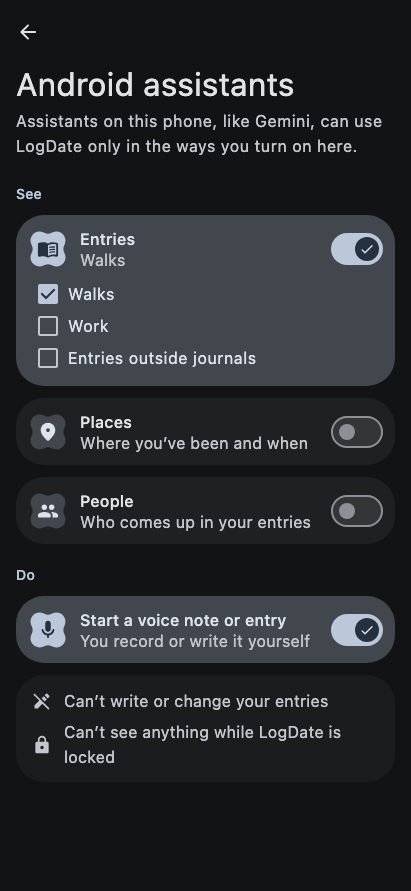 Android assistants
Assistants on this phone, like Gemini, can use
LogDate only in the ways you turn on here.
See
Entries
Walks
Walks
Work
Entries outside journals
Places
Where you’ve been and when
People
Who comes up in your entries
Do
Start a voice note or entry
You record or write it yourself
Can’t write or change your entries
Can’t see anything while LogDate is
locked